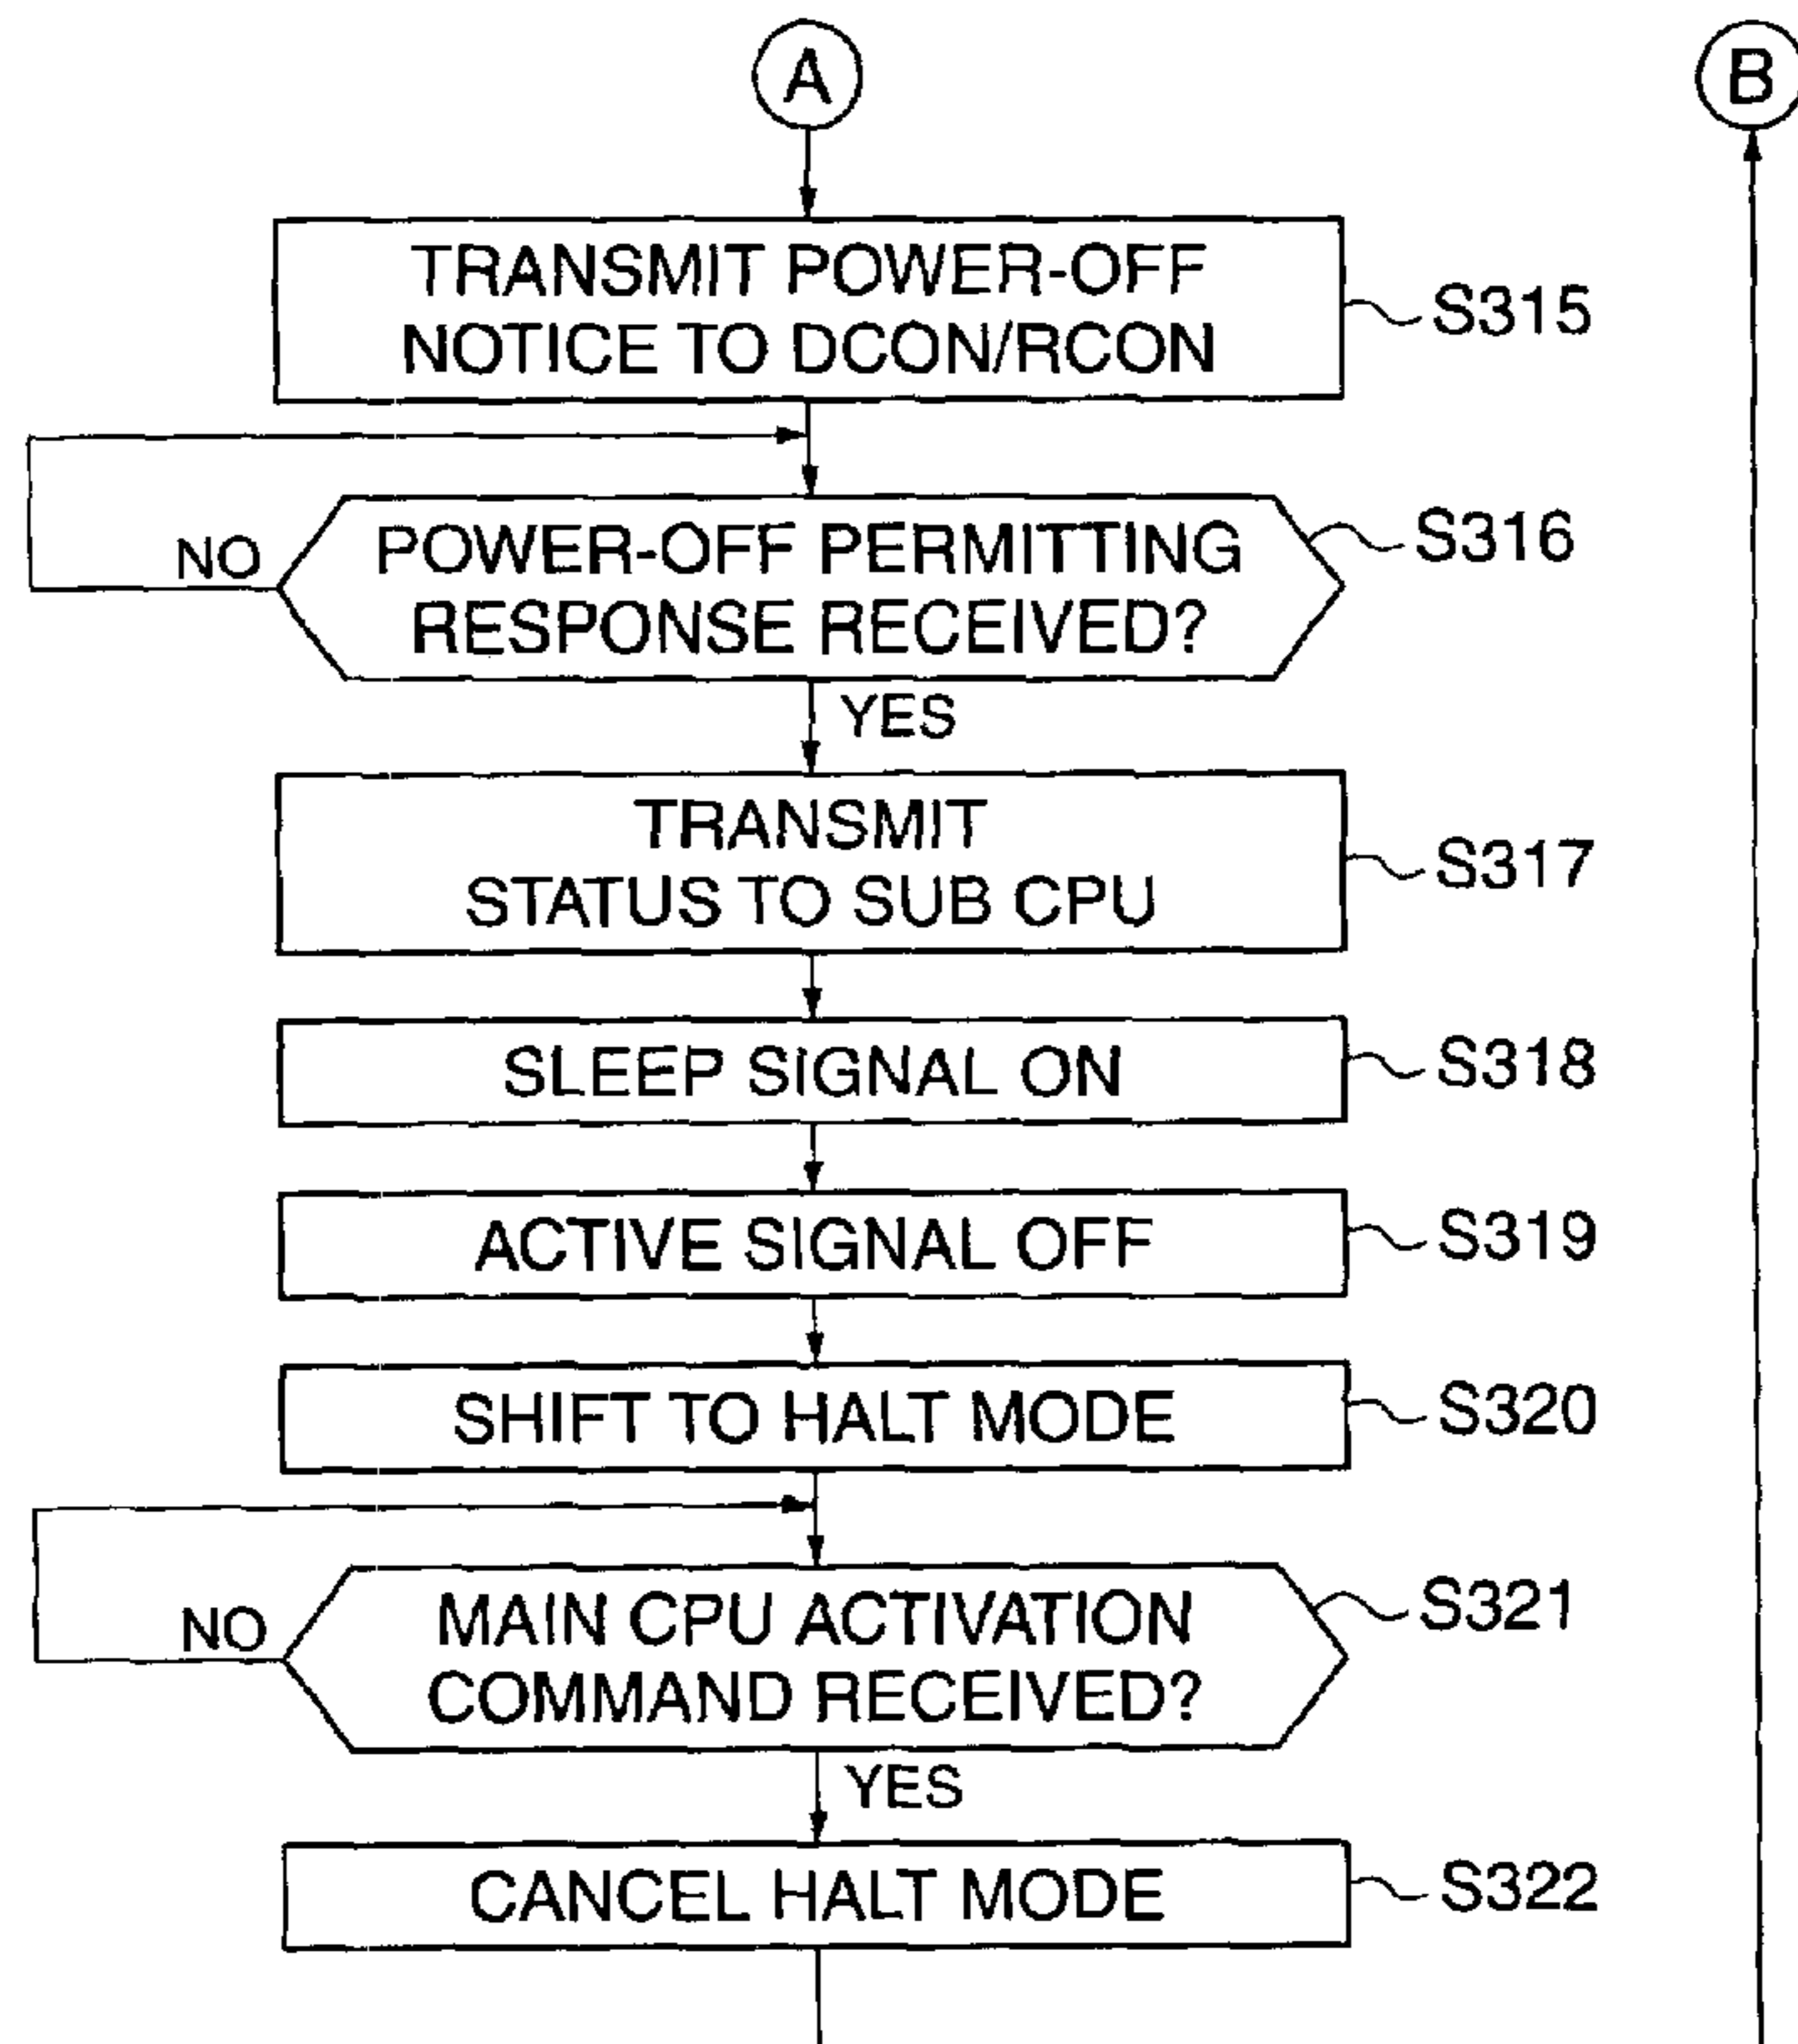 A
B
TRANSMIT POWER-OFF
NOTICE TO DCON/RCON
S315
POWER-OFF PERMITTING
RESPONSE RECEIVED?
S316
NO
YES
TRANSMIT
STATUS TO SUB CPU
S317
SLEEP SIGNAL ON
S318
ACTIVE SIGNAL OFF
S319
SHIFT TO HALT MODE
S320
MAIN CPU ACTIVATION
COMMAND RECEIVED?
S321
NO
YES
CANCEL HALT MODE
S322